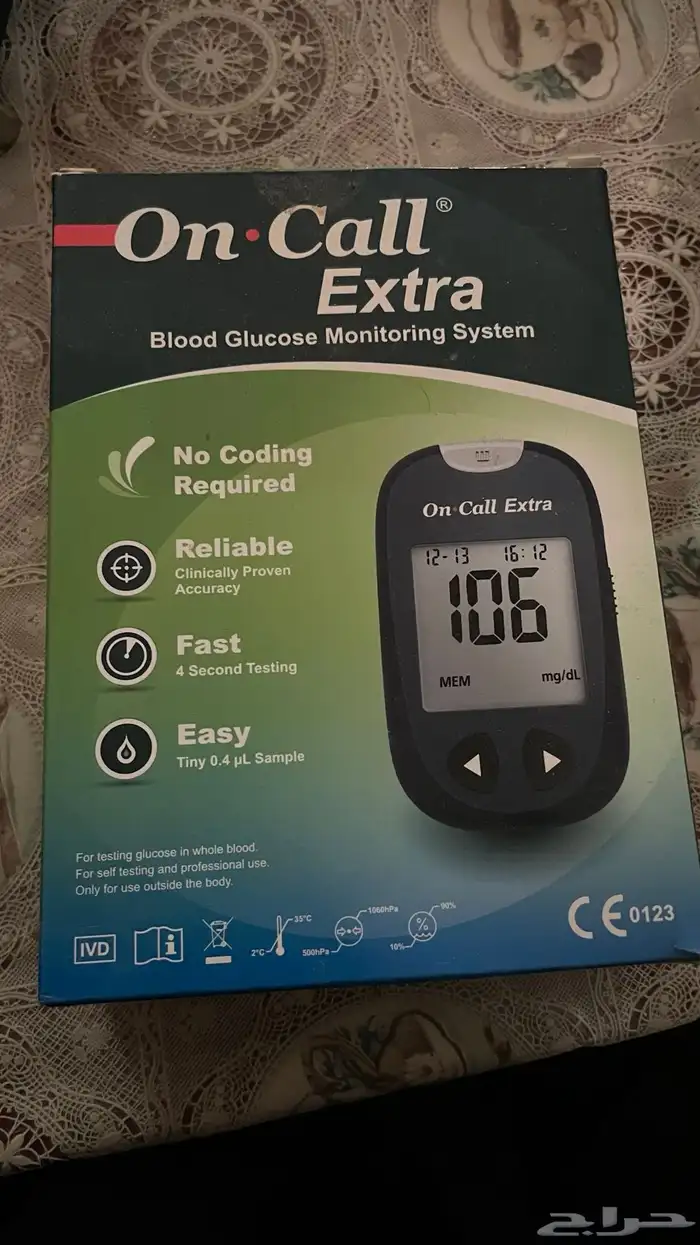 On·Call®
Extra
Blood Glucose Monitoring System
No Coding
Required
Reliable
Clinically Proven
Accuracy
Fast
4 Second Testing
Easy
Tiny 0.4 µL Sample
On·Call Extra
12-13 16:12
106
MEM mg/dL
For testing glucose in whole blood.
For self testing and professional use.
Only for use outside the body.
IVD
i
2°C
35°C
500hPa
1060hPa
10%
%
90%
CE 0123
حراج